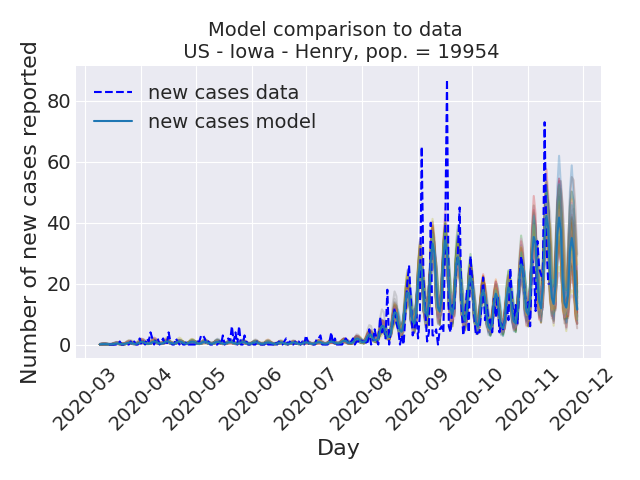 Model comparison to data
US - Iowa - Henry, pop. = 19954
Number of new cases reported
new cases data
new cases model
80
60
40
20
0
2020-03
2020-04
2020-05
2020-06
2020-07
2020-08
2020-09
2020-10
2020-11
2020-12
Day